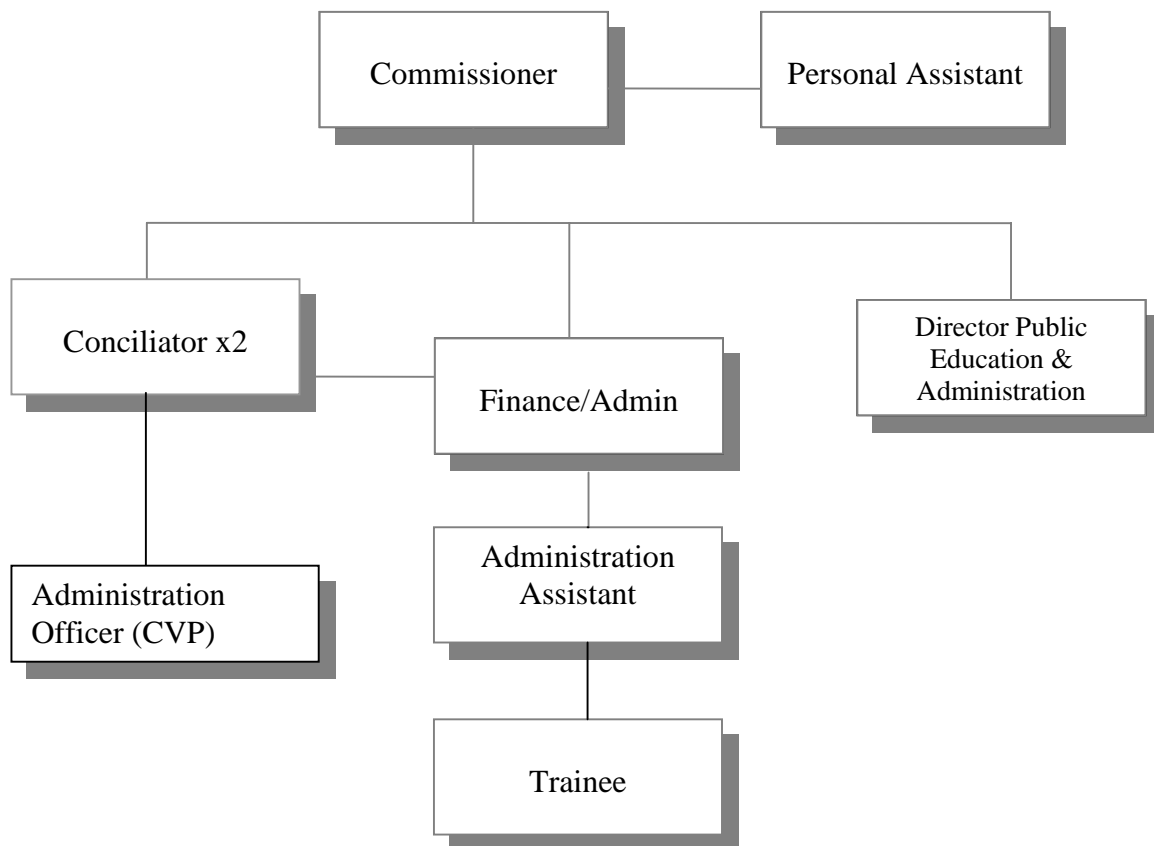 Commissioner
Personal Assistant
Conciliator x2
Finance/Admin
Director Public
Education &
Administration
Administration
Officer (CVP)
Administration
Assistant
Trainee